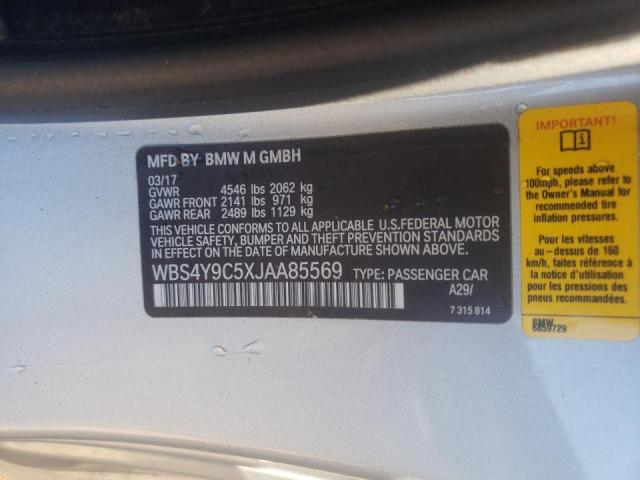 MFD BY BMW M GMBH
03/17
GVWR 4546 lbs 2062 kg
GAWR FRONT 2141 lbs 971 kg
GAWR REAR 2489 lbs 1129 kg
THIS VEHICLE CONFORMS TO ALL APPLICABLE U.S. FEDERAL MOTOR
VEHICLE SAFETY, BUMPER, AND THEFT PREVENTION STANDARDS
IN EFFECT ON THE DATE OF MANUFACTURE SHOWN ABOVE.
WBS4Y9C5XJAA85569 TYPE: PASSENGER CAR
A29/
7 315 814
IMPORTANT!
For speeds above
100mph, please refer to
the Owner's Manual for
recommended tire
inflation pressures.
Pour les vitesses
au-dessus de 160
km/h, se référer à
la notice d'utilisation
pour les pressions de
pneus recommandées.
BMW
6859729